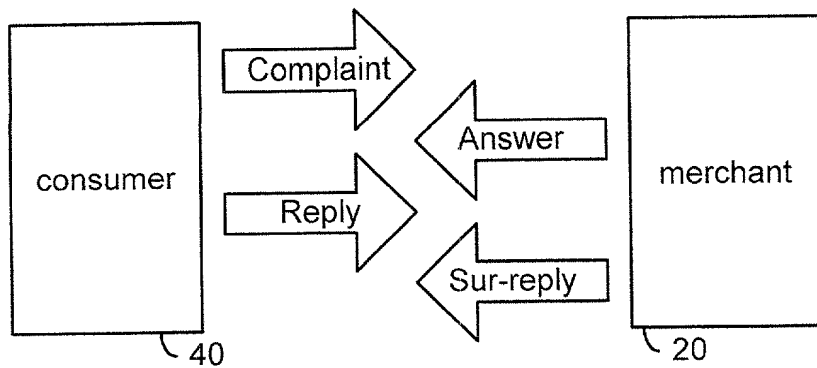 Complaint
Answer
consumer
merchant
Reply
Sur-reply
40
20